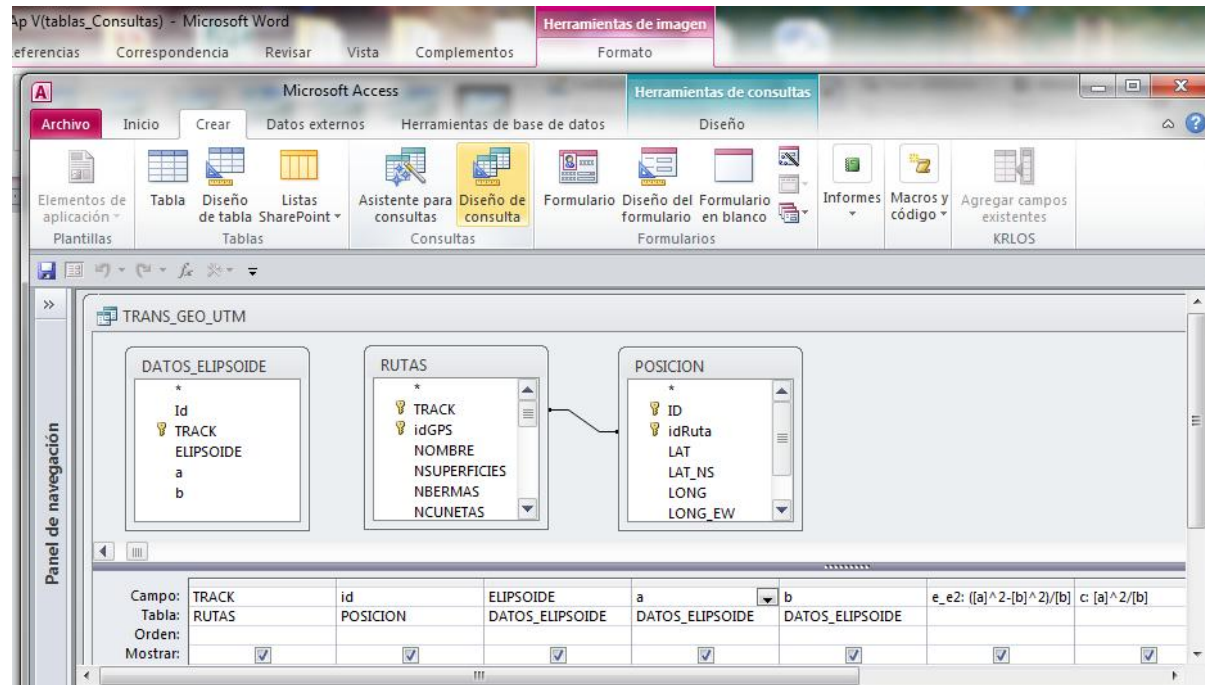 Ap V(tablas_Consultas) - Microsoft Word
Herramientas de imagen
eferencias Correspondencia Revisar Vista Complementos Formato
A Microsoft Access Herramientas de consultas
Archivo Inicio Crear Datos externos Herramientas de base de datos Diseño
Elementos de aplicación
Tabla
Diseño de tabla
Listas SharePoint
Asistente para consultas
Diseño de consulta
Formulario
Diseño del formulario
Formulario en blanco
Informes
Macros y código
Agregar campos existentes
Plantillas Tablas Consultas Formularios KRLOS
Panel de navegación
TRANS_GEO_UTM
DATOS_ELIPSOIDE
*
Id
TRACK
ELIPSOIDE
a
b
RUTAS
*
TRACK
idGPS
NOMBRE
NSUPERFICIES
NBERMAS
NCUNETAS
POSICION
*
ID
idRuta
LAT
LAT_NS
LONG
LONG_EW
Campo: TRACK id ELIPSOIDE a b e_e2: ([a]^2-[b]^2)/[b] c: [a]^2/[b]
Tabla: RUTAS POSICION DATOS_ELIPSOIDE DATOS_ELIPSOIDE DATOS_ELIPSOIDE
Orden:
Mostrar: